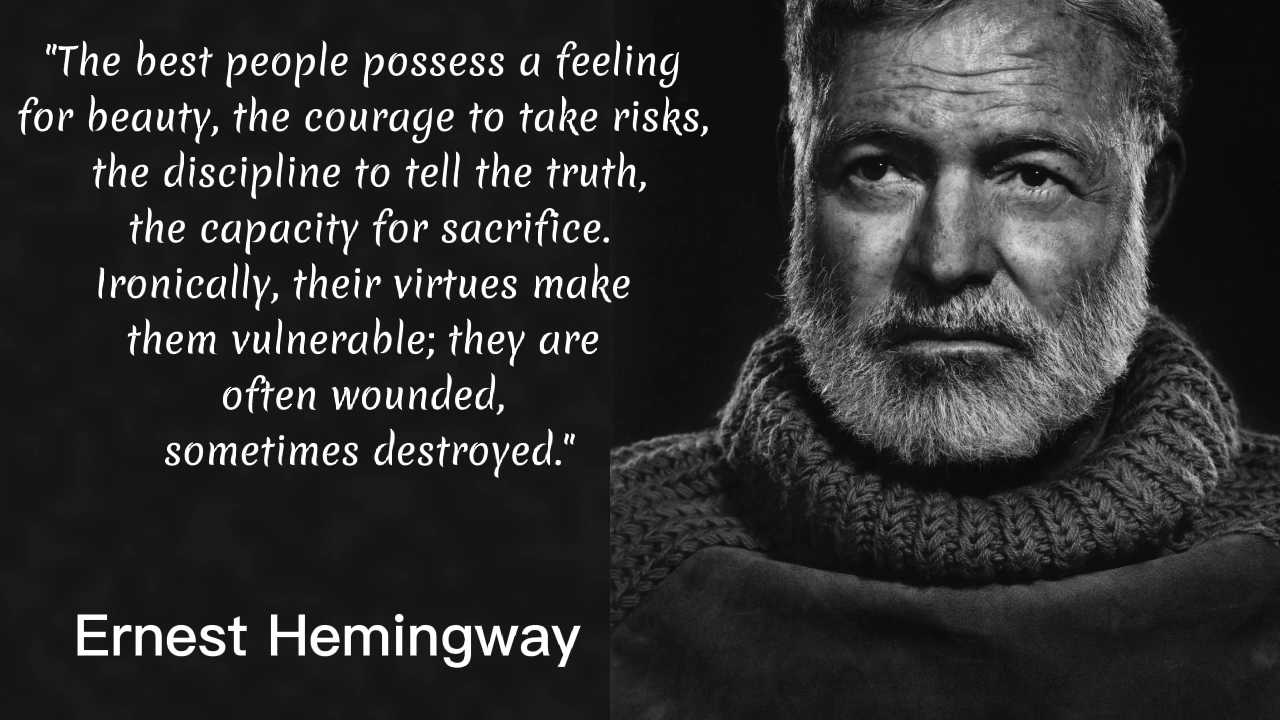 "The best people possess a feeling
for beauty, the courage to take risks,
the discipline to tell the truth,
the capacity for sacrifice.
Ironically, their virtues make
them vulnerable; they are
often wounded,
sometimes destroyed."
Ernest Hemingway